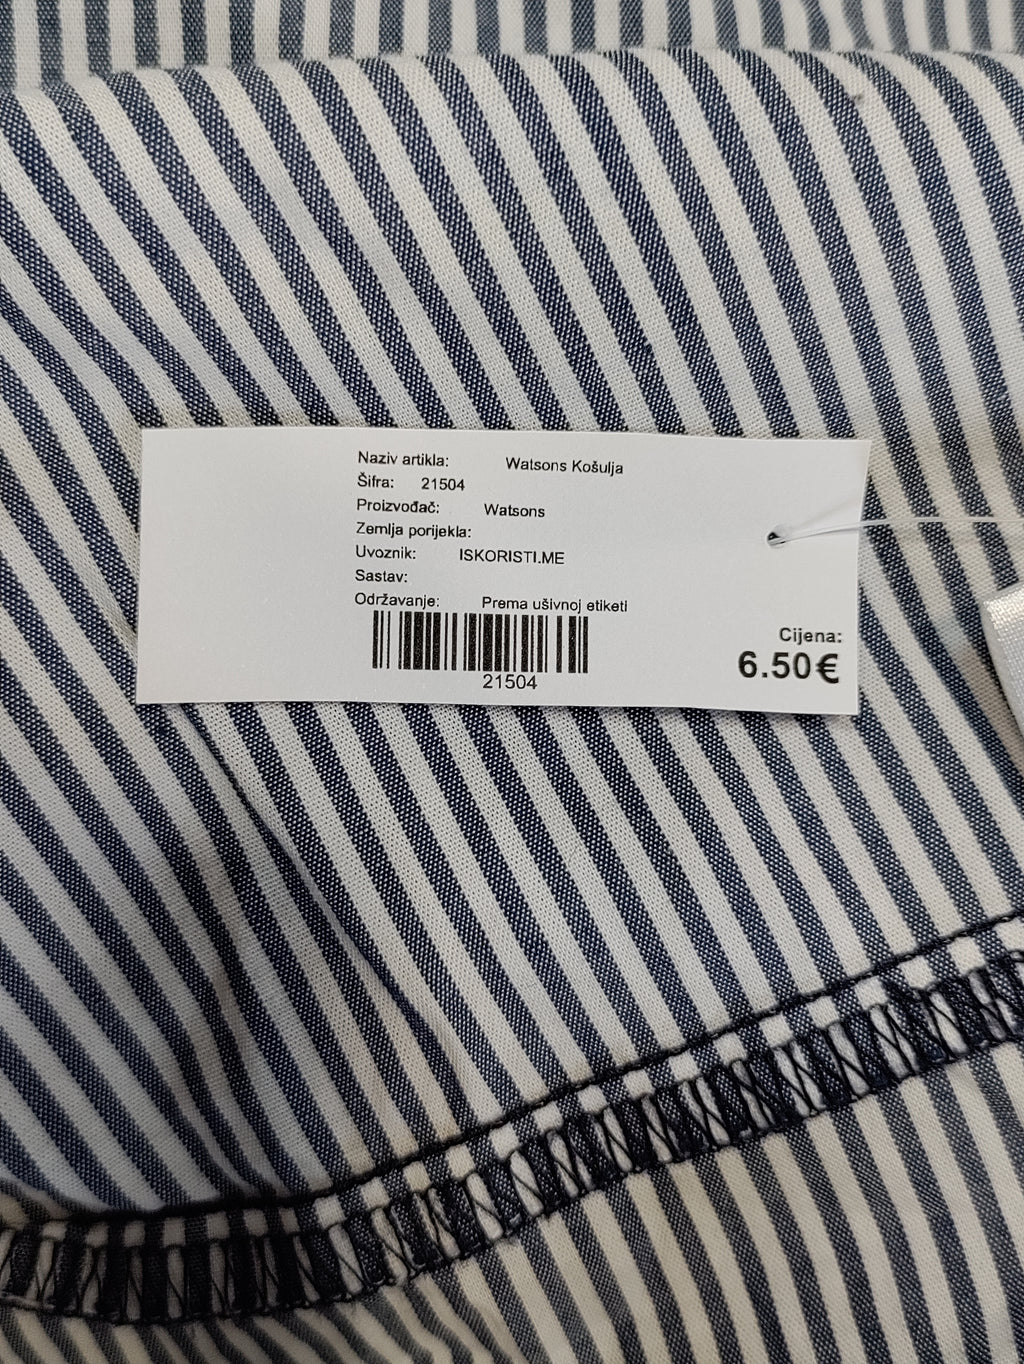 Naziv artikla: Watsons Košulja
Šifra: 21504
Proizvođač: Watsons
Zemlja porijekla:
Uvoznik: ISKORISTI.ME
Sastav:
Održavanje: Prema ušivnoj etiketi
21504
Cijena:
6.50€